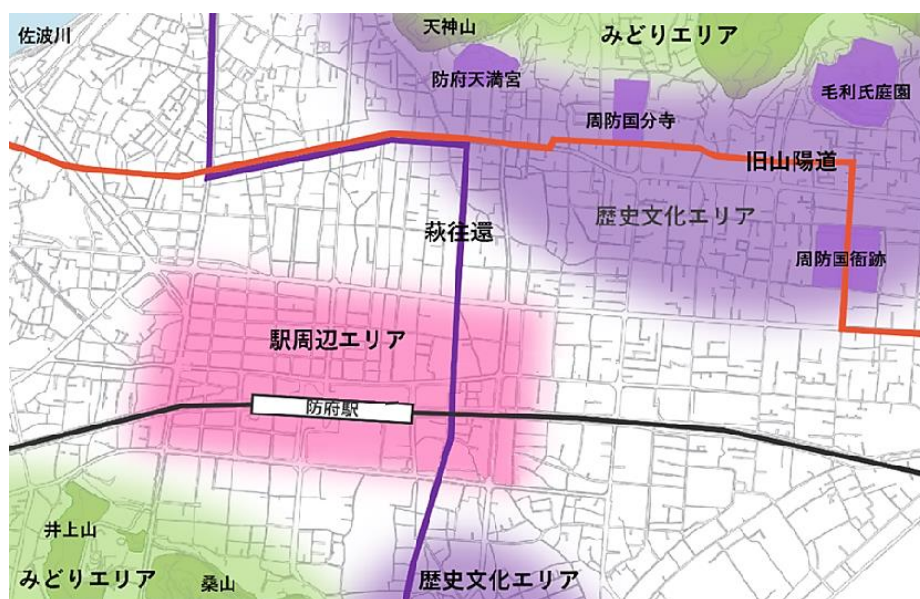 佐波川
天神山
みどりエリア
防府天満宮
毛利氏庭園
周防国分寺
旧山陽道
歴史文化エリア
萩往還
周防国衙跡
駅周辺エリア
防府駅
井上山
みどりエリア
桑山
歴史文化エリア